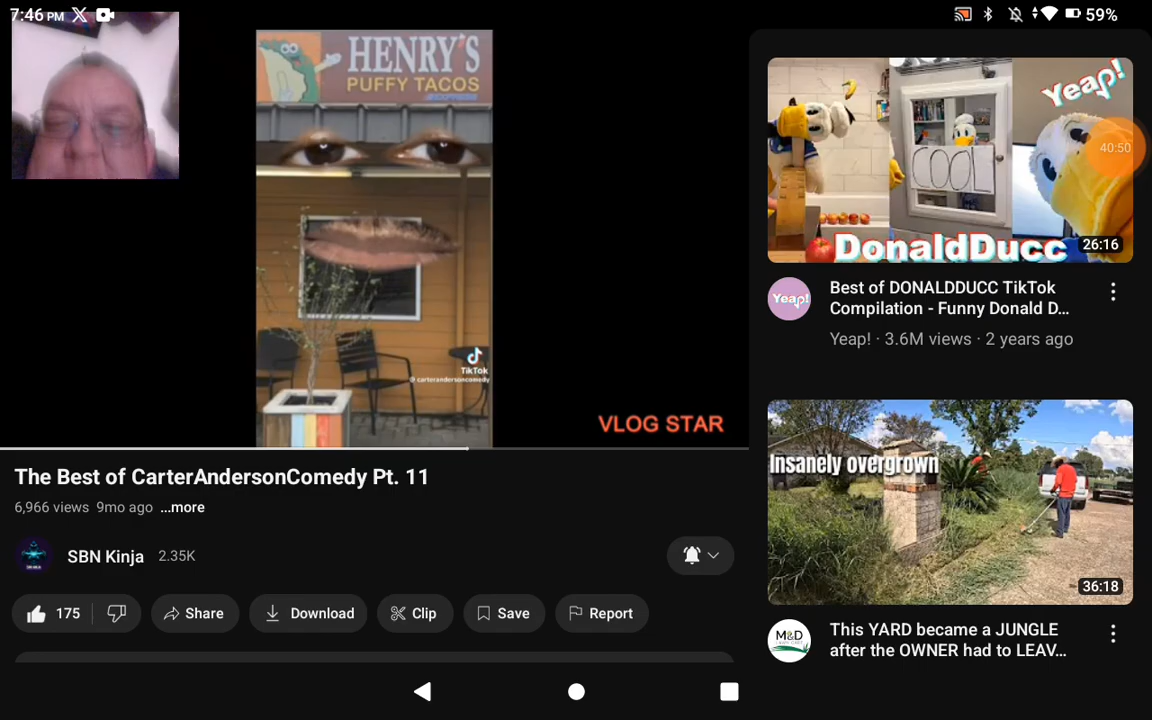 7:46 PM
59%
HENRY'S
PUFFY TACOS
EXPRESS
TikTok
@ carterandersoncomedy
VLOG STAR
The Best of CarterAndersonComedy Pt. 11
6,966 views 9mo ago ...more
SBN Kinja 2.35K
175
Share
Download
Clip
Save
Report
Yeap!
40:50
COOL
DonaldDucc
26:16
Yeap!
Best of DONALDDUCC TikTok
Compilation - Funny Donald D...
Yeap! · 3.6M views · 2 years ago
Insanely overgrown
36:18
M&D
This YARD became a JUNGLE
after the OWNER had to LEAV...